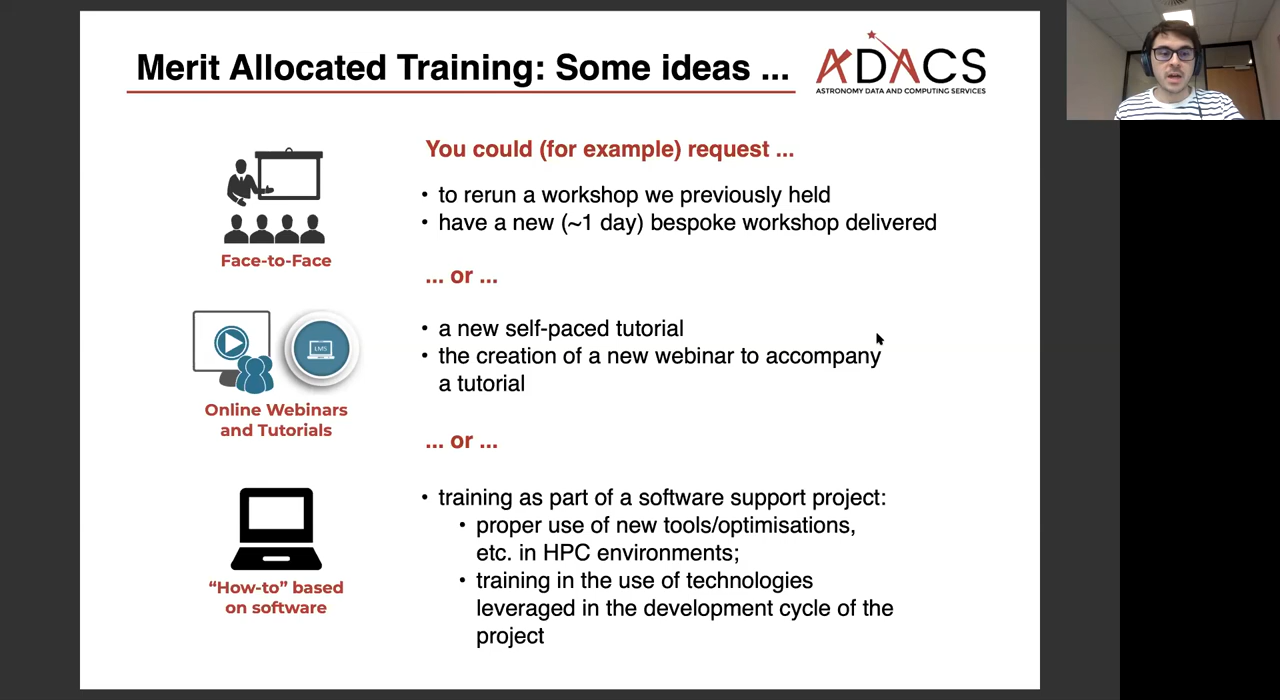 Merit Allocated Training: Some ideas ...
ADACS
ASTRONOMY DATA AND COMPUTING SERVICES
You could (for example) request ...
• to rerun a workshop we previously held
• have a new (~1 day) bespoke workshop delivered
Face-to-Face
... or ...
• a new self-paced tutorial
• the creation of a new webinar to accompany
a tutorial
LMS
Online Webinars
and Tutorials
... or ...
• training as part of a software support project:
• proper use of new tools/optimisations,
etc. in HPC environments;
• training in the use of technologies
leveraged in the development cycle of the
project
“How-to” based
on software